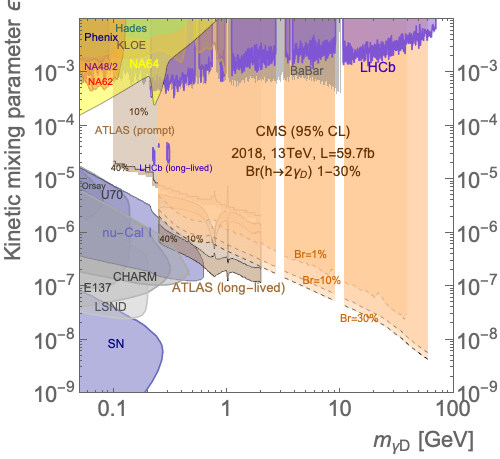 Kinetic mixing parameter ϵ
Hades
Phenix
KLOE
NA48/2
NA64
NA62
BaBar
LHCb
10%
ATLAS (prompt)
CMS (95% CL)
2018, 13TeV, L=59.7fb
Br(h→2γD) 1−30%
40%
LHCb (long−lived)
Orsay
U70
nu−Cal I
40%
10%
Br=1%
CHARM
Br=10%
E137
ATLAS (long−lived)
LSND
Br=30%
SN
10⁻³
10⁻⁴
10⁻⁵
10⁻⁶
10⁻⁷
10⁻⁸
10⁻⁹
10⁻³
10⁻⁴
10⁻⁵
10⁻⁶
10⁻⁷
10⁻⁸
10⁻⁹
0.1
1
10
100
mγD [GeV]